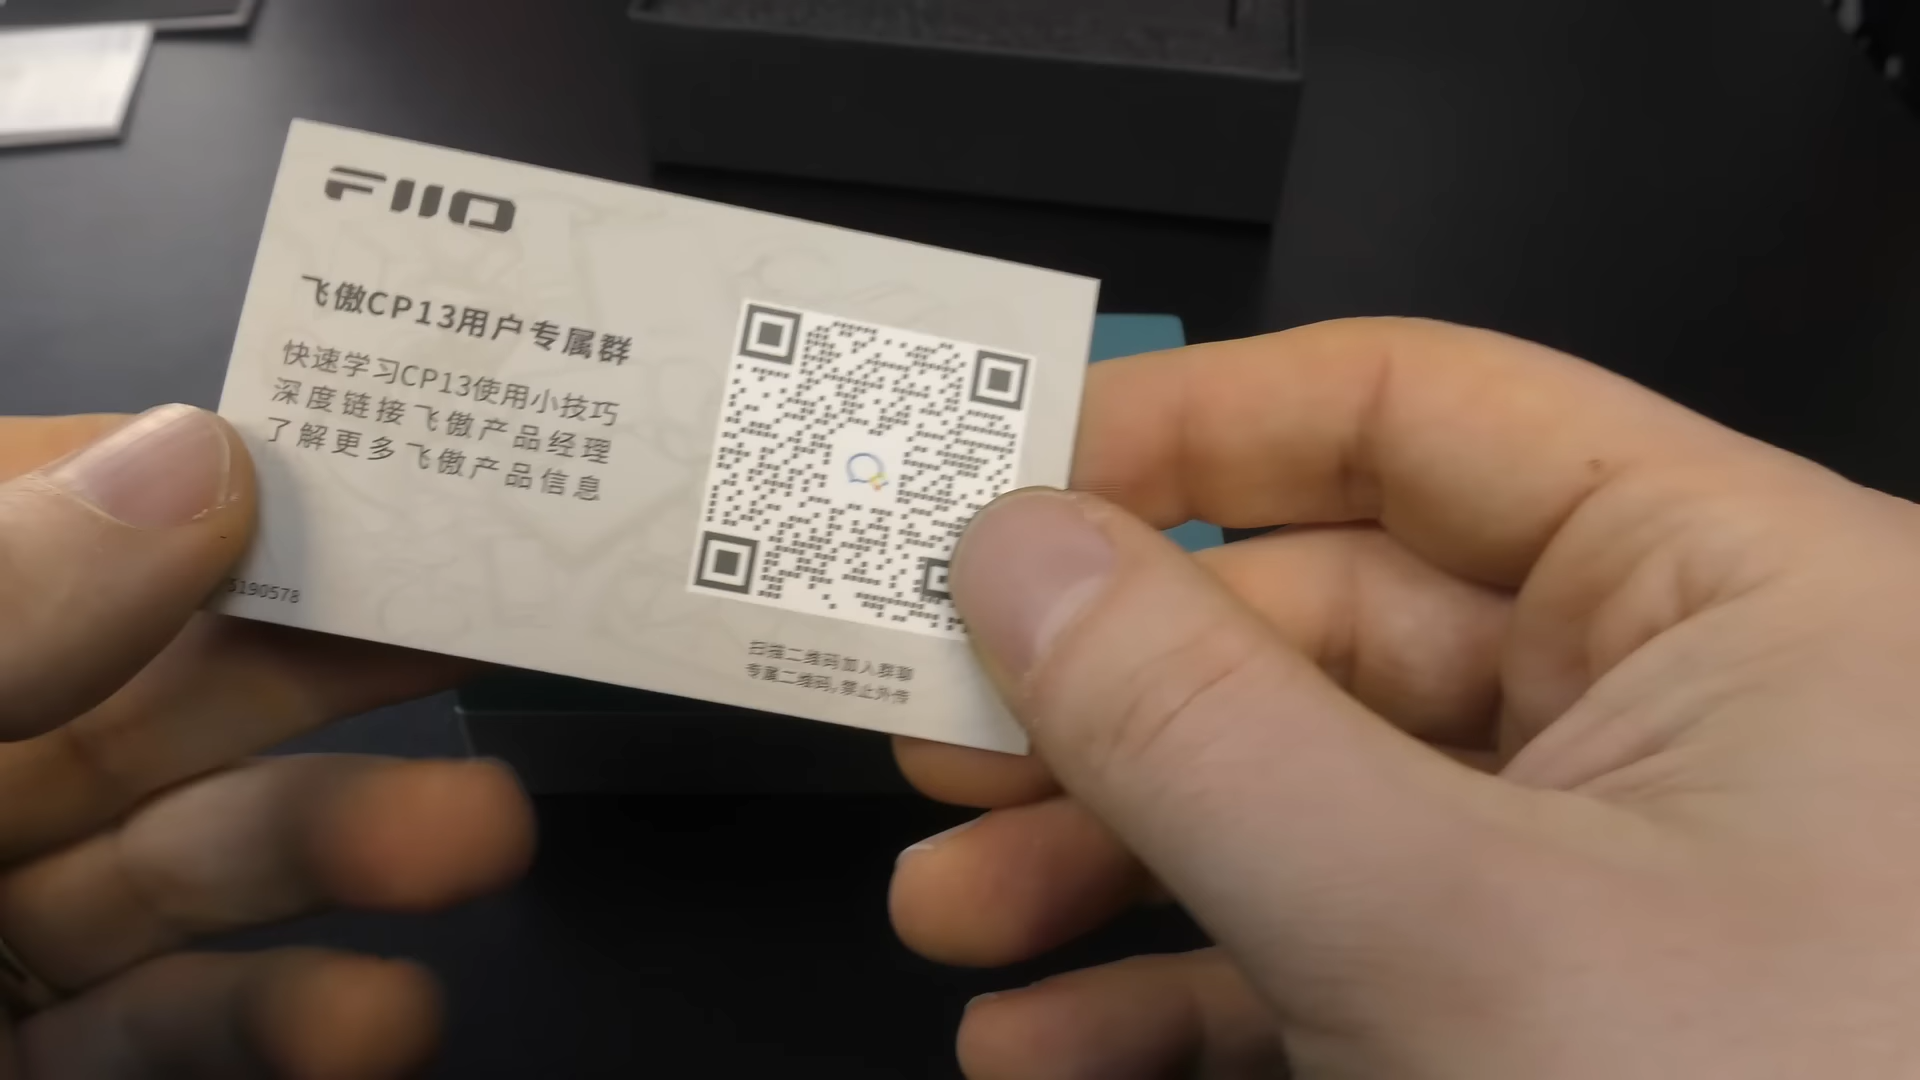 FIIO
飞傲CP13用户专属群
快速学习CP13使用小技巧
深度链接飞傲产品经理
了解更多飞傲产品信息
5190578
扫描二维码加入群聊
专属二维码,禁止外传